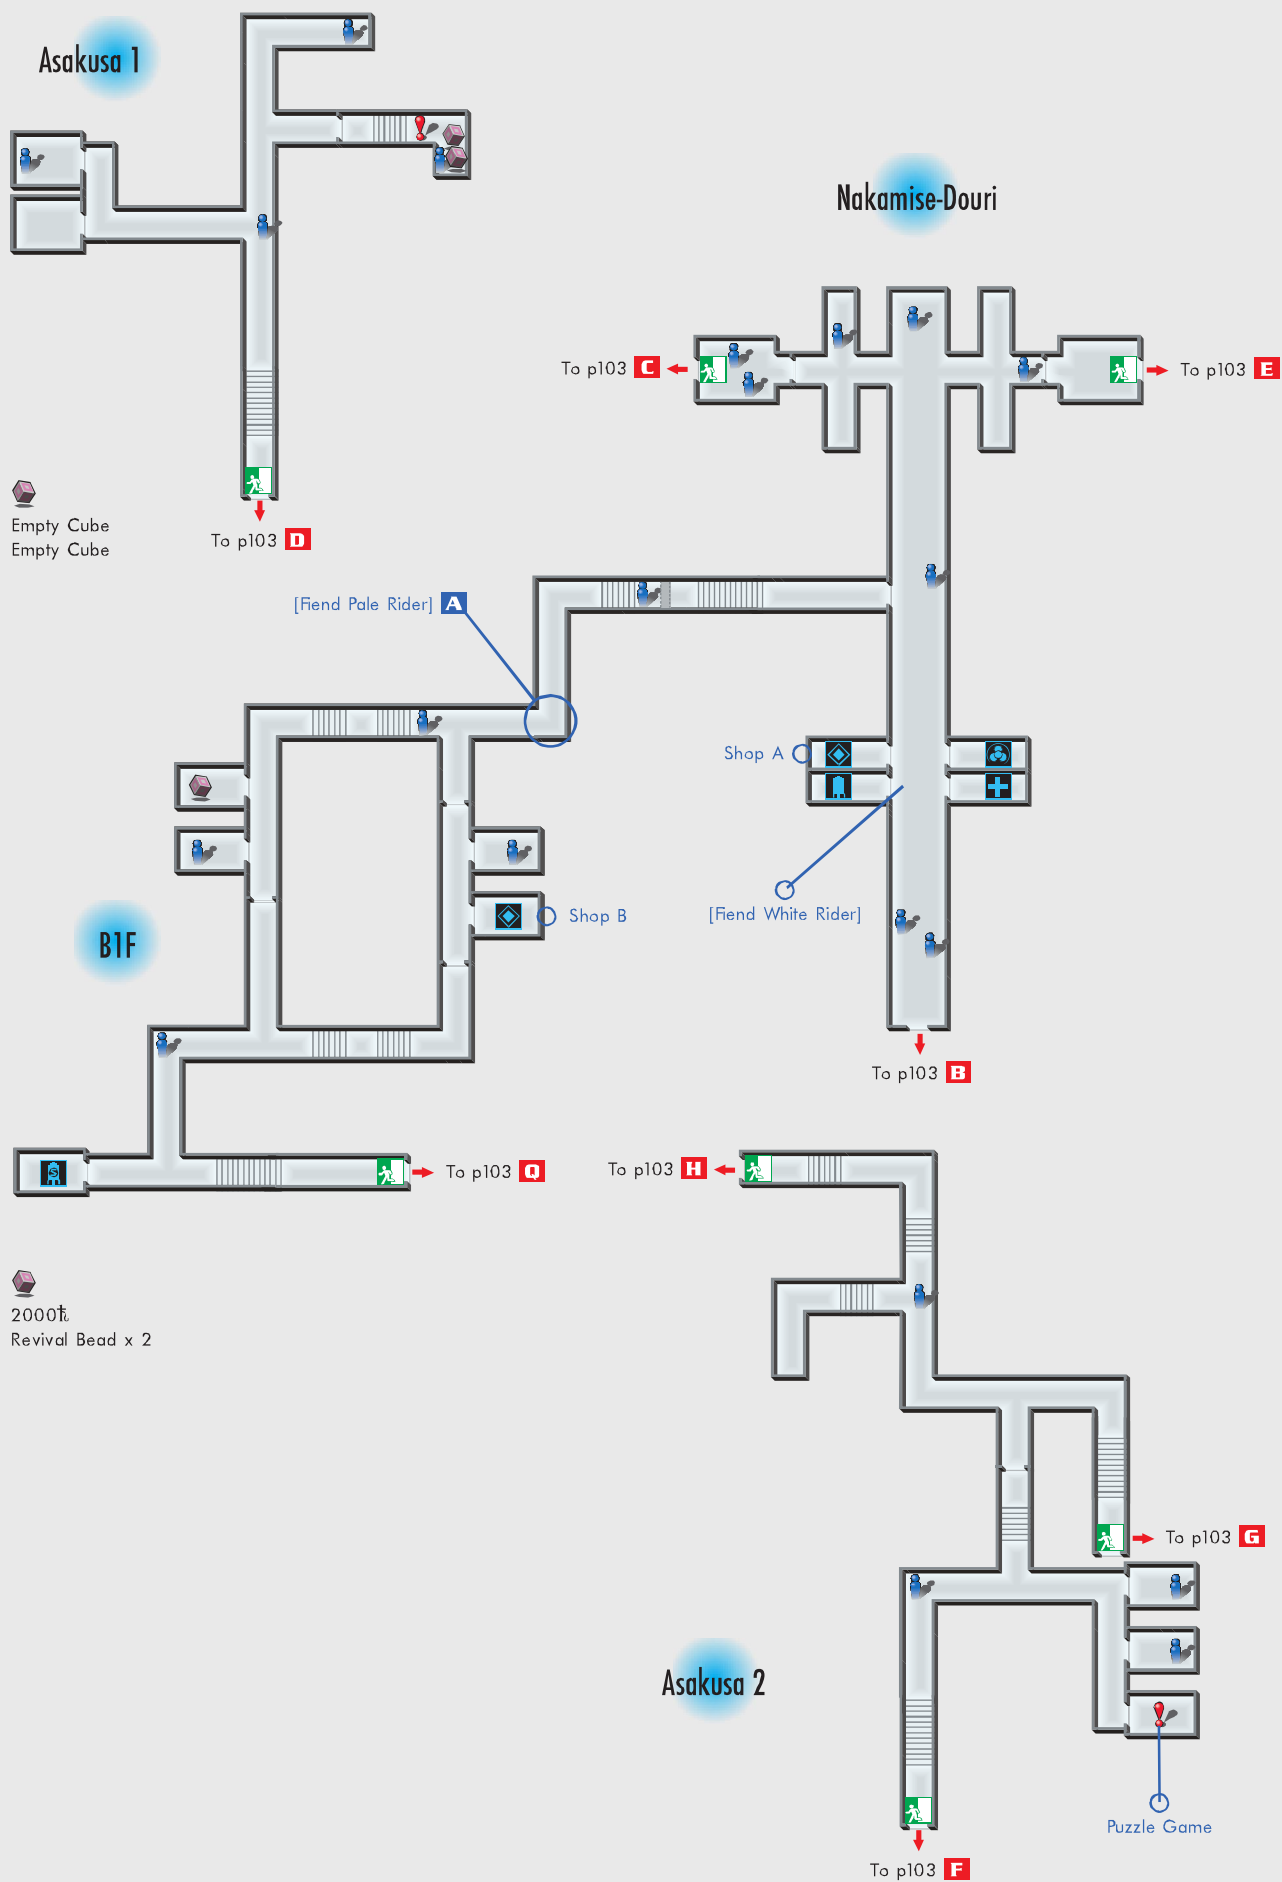 Asakusa 1
Nakamise-Douri
To p103 C
To p103 E
Empty Cube
Empty Cube
To p103 D
[Fiend Pale Rider] A
Shop A
[Fiend White Rider]
Shop B
B1F
To p103 B
To p103 Q
To p103 H
2000
Revival Bead x 2
To p103 G
Asakusa 2
Puzzle Game
To p103 F